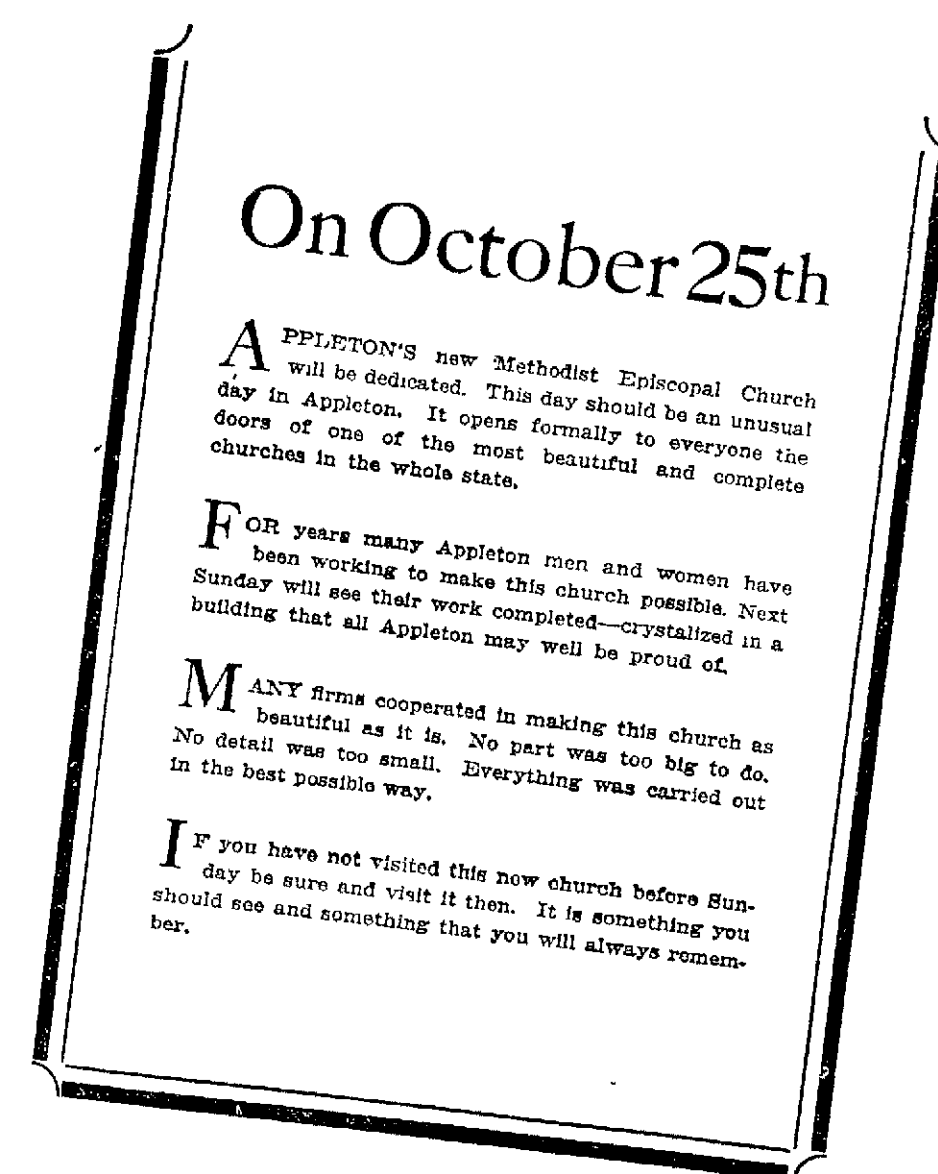 On October 25th
APPLETON'S new Methodist Episcopal Church
will be dedicated. This day should be an unusual
day in Appleton. It opens formally to everyone the
doors of one of the most beautiful and complete
churches in the whole state.
FOR years many Appleton men and women have
been working to make this church possible. Next
Sunday will see their work completed—crystalized in a
building that all Appleton may well be proud of.
MANY firms cooperated in making this church as
beautiful as it is. No part was too big to do.
No detail was too small. Everything was carried out
in the best possible way.
IF you have not visited this new church before Sun-
day be sure and visit it then. It is something you
should see and something that you will always remem-
ber.